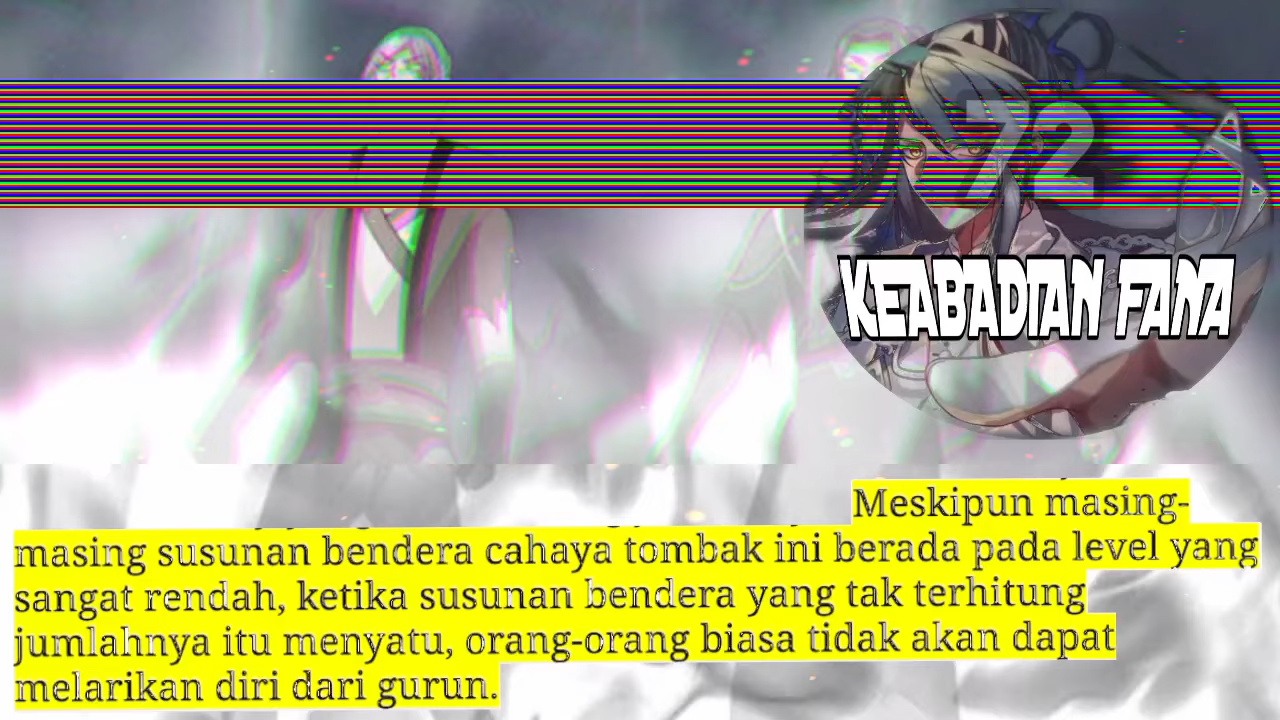 72
KEABADIAN FANA
Meskipun masing-
masing susunan bendera cahaya tombak ini berada pada level yang
sangat rendah, ketika susunan bendera yang tak terhitung
jumlahnya itu menyatu, orang-orang biasa tidak akan dapat
melarikan diri dari gurun.